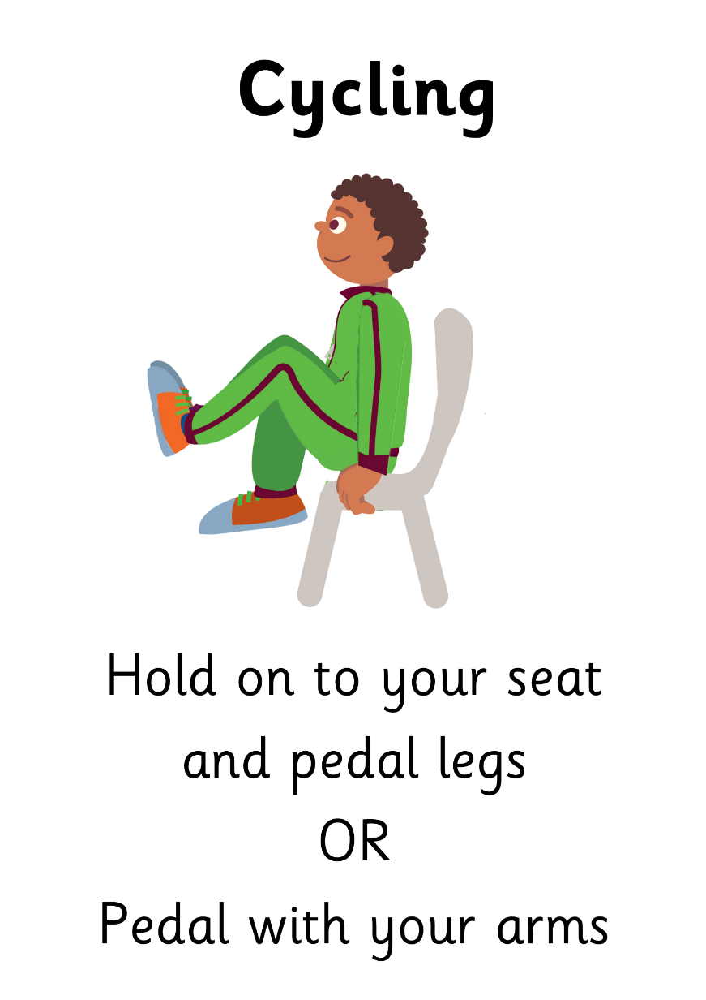 Cycling
Hold on to your seat
and pedal legs
OR
Pedal with your arms